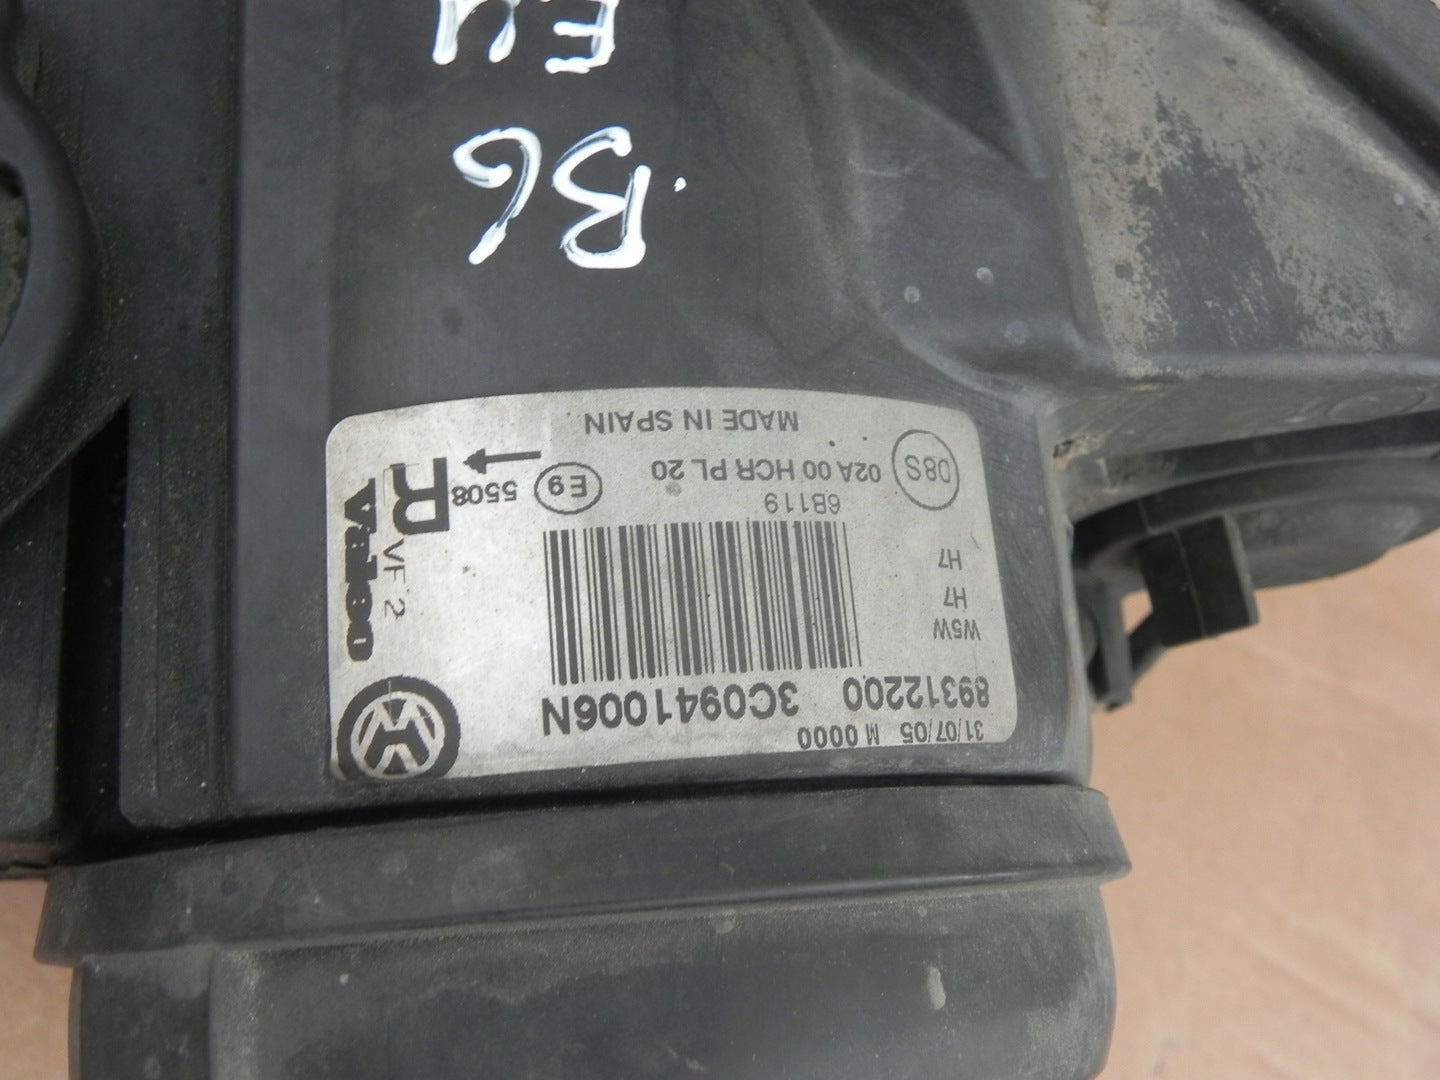 31/07/05 M 0000
89312200 3C0941006N
W5W
H7
H7
6B119
D8S
02A 00 HCR PL 20
E9
5508
MADE IN SPAIN
R
VF 2
Valeo
B6
EU